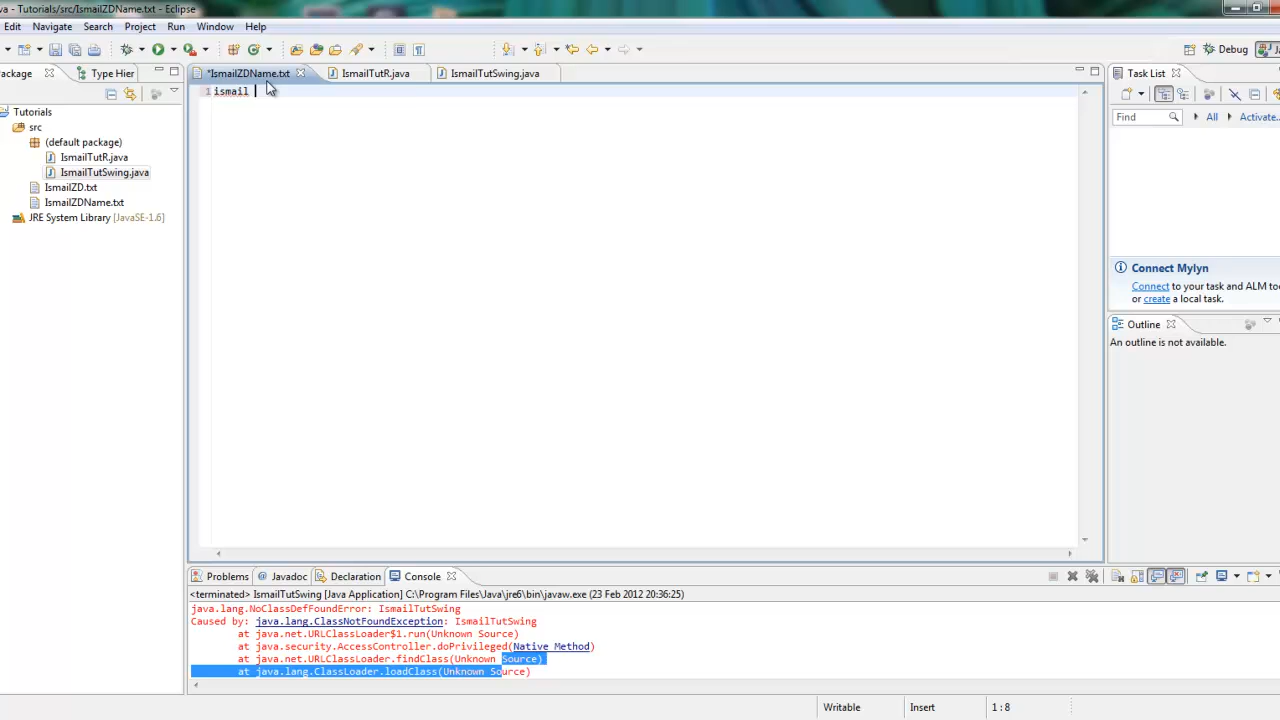 ava - Tutorials/src/IsmailZDName.txt - Eclipse
Edit Navigate Search Project Run Window Help
Debug
Package Type Hier
*IsmailZDName.txt IsmailTutR.java IsmailTutSwing.java
Task List
1 ismail
Find All Activate..
Tutorials
src
(default package)
IsmailTutR.java
IsmailTutSwing.java
IsmailZD.txt
IsmailZDName.txt
JRE System Library [JavaSE-1.6]
Connect Mylyn
Connect to your task and ALM to
or create a local task.
Outline
An outline is not available.
Problems @ Javadoc Declaration Console
<terminated> IsmailTutSwing [Java Application] C:\Program Files\Java\jre6\bin\javaw.exe (23 Feb 2012 20:36:25)
java.lang.NoClassDefFoundError: IsmailTutSwing
Caused by: java.lang.ClassNotFoundException: IsmailTutSwing
at java.net.URLClassLoader$1.run(Unknown Source)
at java.security.AccessController.doPrivileged(Native Method)
at java.net.URLClassLoader.findClass(Unknown Source)
at java.lang.ClassLoader.loadClass(Unknown Source)
Writable Insert 1 : 8